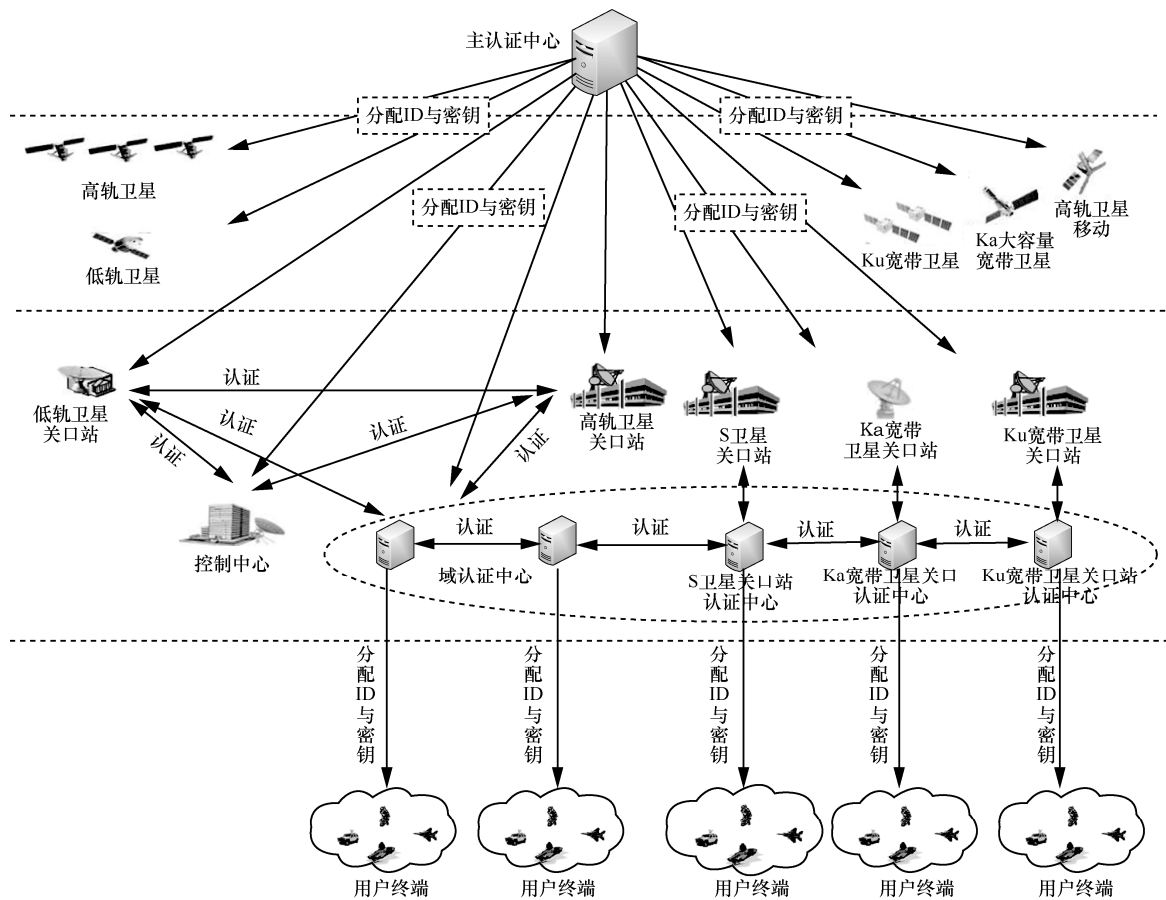 主认证中心
分配ID与密钥
分配ID与密钥
高轨卫星
分配ID与密钥
分配ID与密钥
低轨卫星
Ku宽带卫星
Ka大容量
宽带卫星
高轨卫星
移动
低轨卫星
关口站
认证
认证
认证
认证
认证
高轨卫星
关口站
S卫星
关口站
Ka宽带
卫星关口站
Ku宽带卫星
关口站
控制中心
认证
认证
认证
认证
域认证中心
S卫星关口站
认证中心
Ka宽带卫星关口
认证中心
Ku宽带卫星关口站
认证中心
分配ID与密钥
分配ID与密钥
分配ID与密钥
分配ID与密钥
分配ID与密钥
用户终端
用户终端
用户终端
用户终端
用户终端